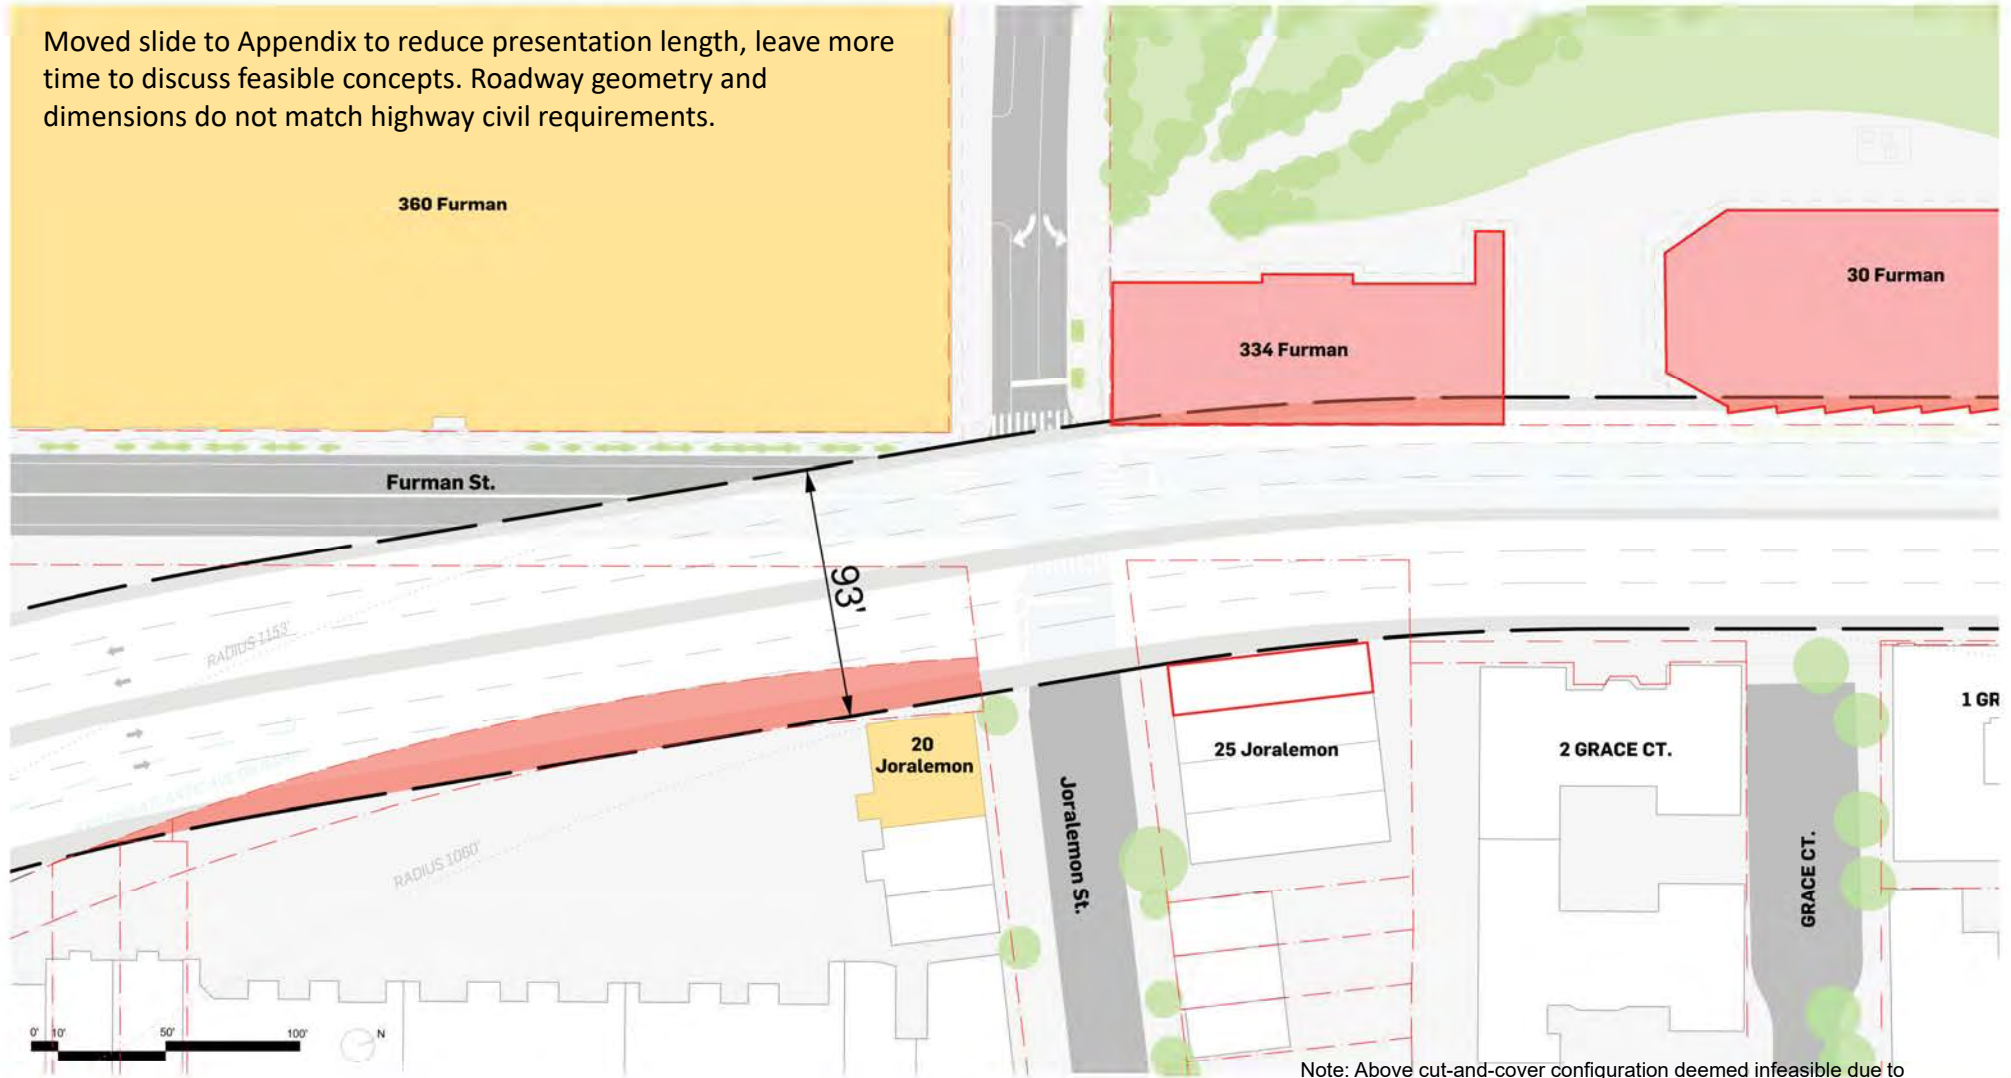 Moved slide to Appendix to reduce presentation length, leave more
time to discuss feasible concepts. Roadway geometry and
dimensions do not match highway civil requirements.
360 Furman
30 Furman
334 Furman
Furman St.
93'
RADIUS 1153'
20
Joralemon
25 Joralemon
2 GRACE CT.
1 GR
Joralemon St.
GRACE CT.
RADIUS 1060'
0' 10' 50' 100'
N
Note: Above cut-and-cover configuration deemed infeasible due to